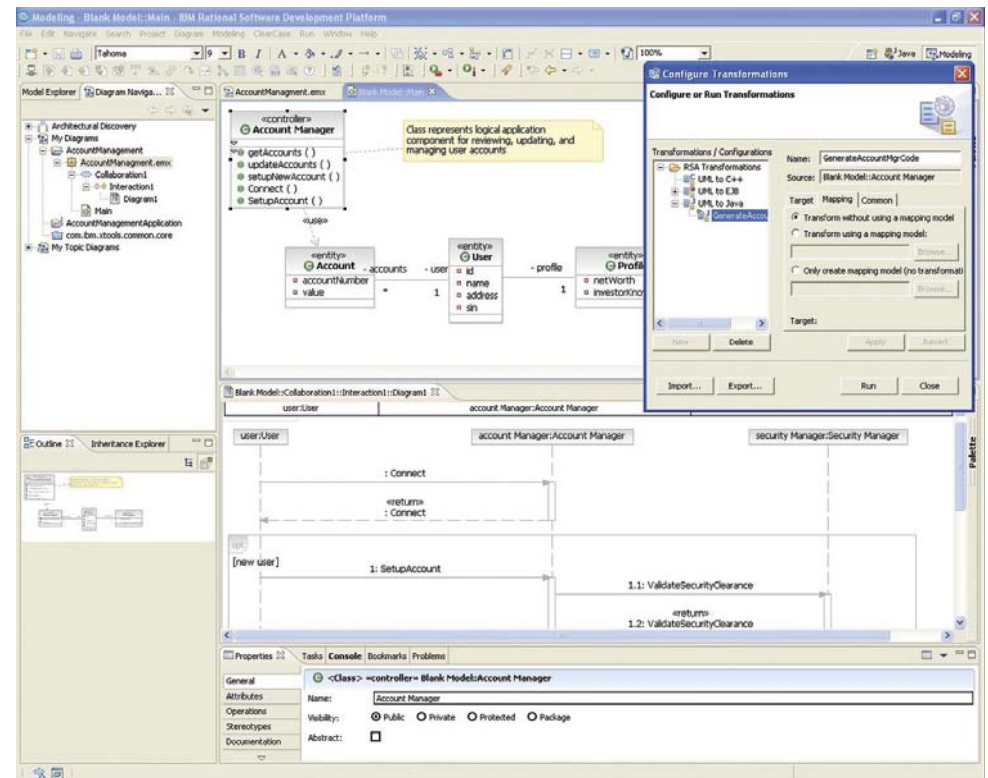 Modeling - Blank Model::Main - IBM Rational Software Development Platform
File Edit Navigate Search Project Diagram Modeling ClearCase Run Window Help
Tahoma 9 B I A 100% Java Modeling
Model Explorer Diagram Naviga...
Architectural Discovery
My Diagrams
AccountManagement
AccountManagment.emx
Collaboration1
Interaction1
Diagram1
Main
AccountManagementApplication
com.ibm.xtools.common.core
My Topic Diagrams
AccountManagment.emx Blank Model::Main
«controller»
Account Manager
getAccounts ( )
updateAccounts ( )
setupNewAccount ( )
Connect ( )
SetupAccount ( )
Class represents logical application
component for reviewing, updating, and
managing user accounts
«use»
«entity»
Account
accountNumber
value
- accounts
*
- user
1
«entity»
User
id
name
address
sin
- profile
1
«entity»
Profil
netWorth
investorKno
Configure Transformations
Configure or Run Transformations
Transformations / Configurations
RSA Transformations
UML to C++
UML to EJB
UML to Java
GenerateAccou
New Delete
Name: GenerateAccountMgrCode
Source: Blank Model::Account Manager
Target Mapping Common
Transform without using a mapping model
Transform using a mapping model:
Browse...
Only create mapping model (no transformati
Browse...
Target:
Apply Revert
Import... Export... Run Close
Blank Model::Collaboration1::Interaction1::Diagram1
user:User account Manager:Account Manager
user:User account Manager:Account Manager security Manager:Security Manager
: Connect
«return»
: Connect
opt
[new user]
1: SetupAccount
1.1: ValidateSecurityClearance
«return»
1.2: ValidateSecurityClearance
Palette
Outline Inheritance Explorer
Properties Tasks Console Bookmarks Problems
General
Attributes
Operations
Stereotypes
Documentation
<Class> «controller» Blank Model::Account Manager
Name: Account Manager
Visibility: Public Private Protected Package
Abstract: